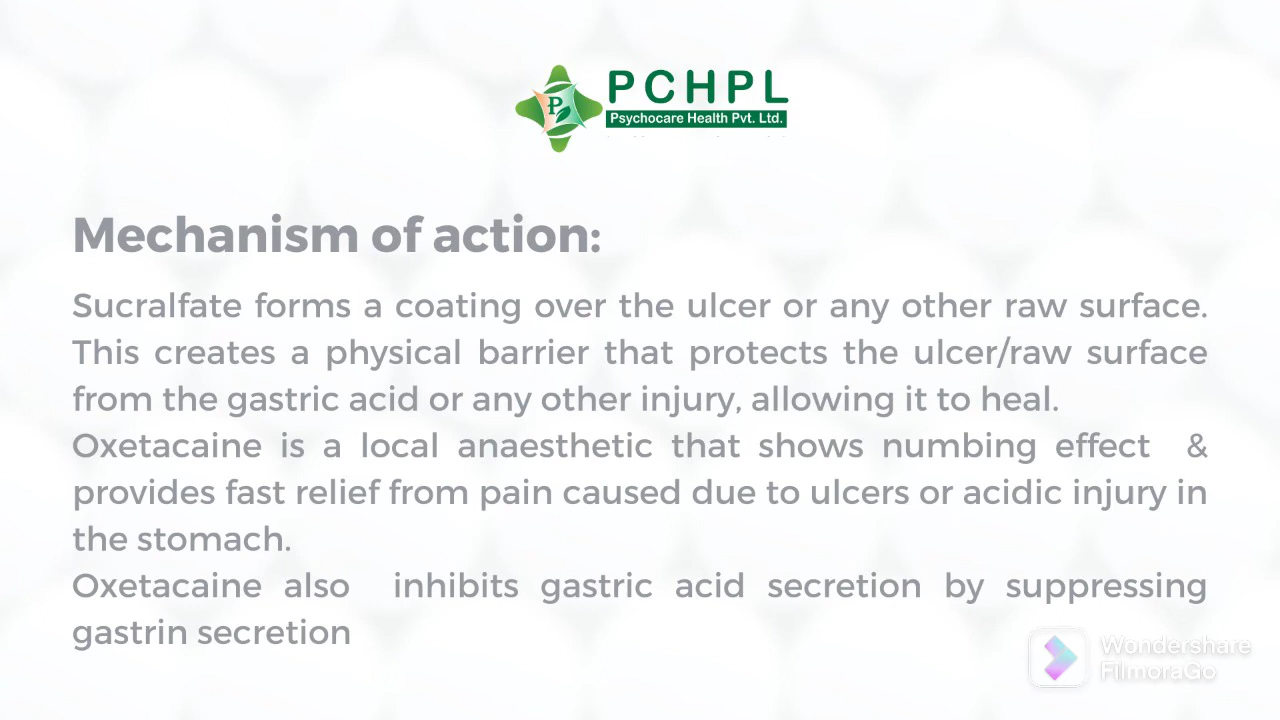 P
PCHPL
Psychocare Health Pvt. Ltd.
Mechanism of action:
Sucralfate forms a coating over the ulcer or any other raw surface.
This creates a physical barrier that protects the ulcer/raw surface
from the gastric acid or any other injury, allowing it to heal.
Oxetacaine is a local anaesthetic that shows numbing effect  &
provides fast relief from pain caused due to ulcers or acidic injury in
the stomach.
Oxetacaine also  inhibits gastric acid secretion by suppressing
gastrin secretion
Wondershare
FilmoraGo